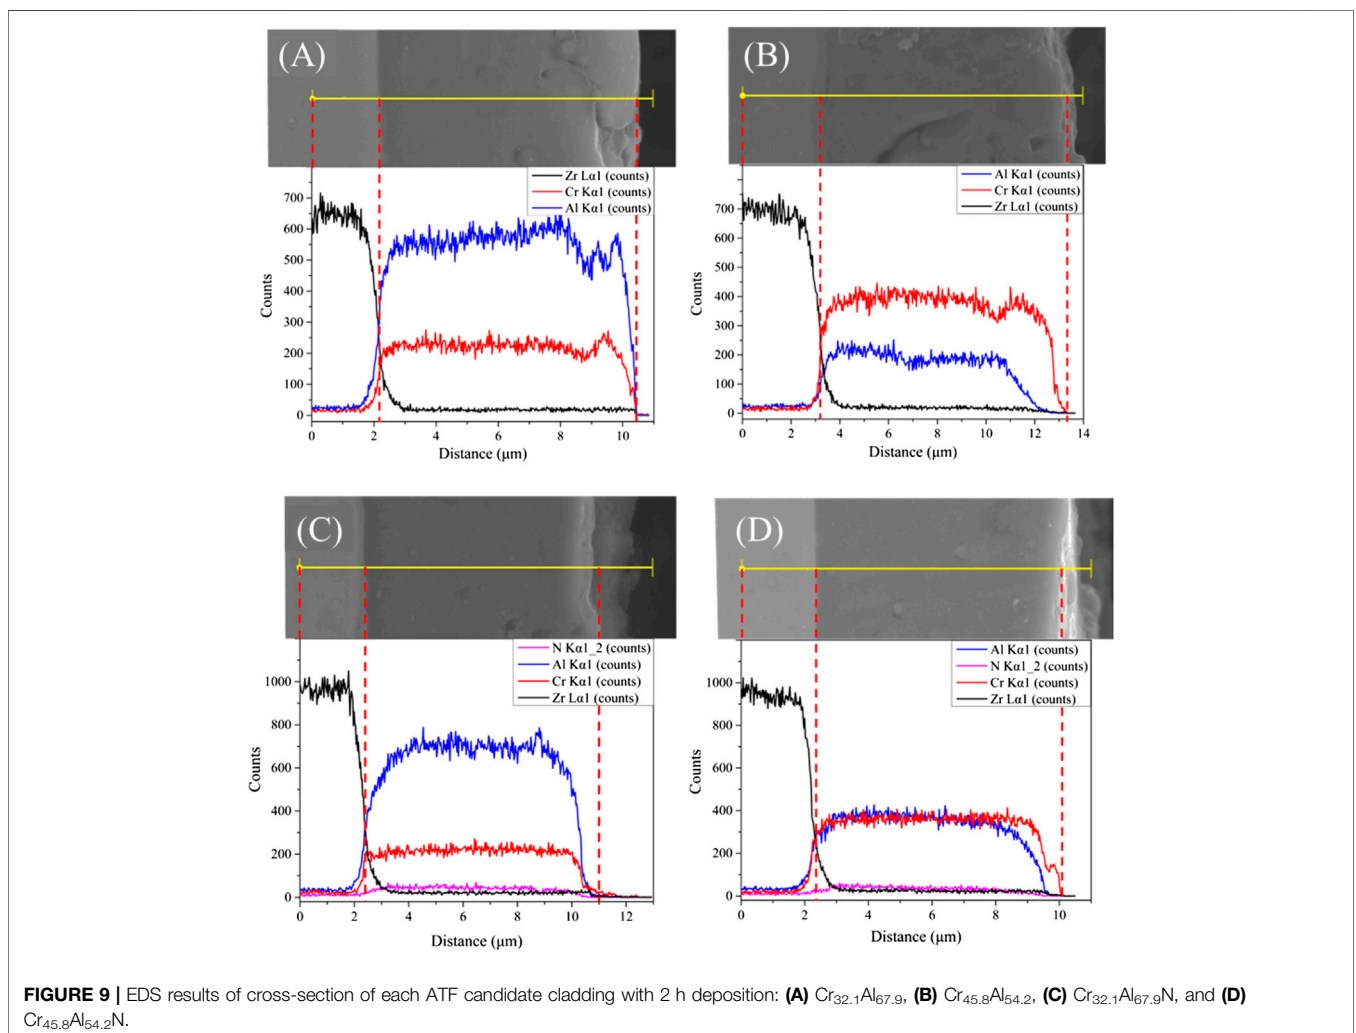 (A)
Zr Lα1 (counts)
Cr Kα1 (counts)
Al Kα1 (counts)
700
600
500
400
300
200
100
0
Counts
0 2 4 6 8 10
Distance (μm)
(B)
Al Kα1 (counts)
Cr Kα1 (counts)
Zr Lα1 (counts)
700
600
500
400
300
200
100
0
Counts
0 2 4 6 8 10 12 14
Distance (μm)
(C)
N Kα1_2 (counts)
Al Kα1 (counts)
Cr Kα1 (counts)
Zr Lα1 (counts)
1000
800
600
400
200
0
Counts
0 2 4 6 8 10 12
Distance (μm)
(D)
Al Kα1 (counts)
N Kα1_2 (counts)
Cr Kα1 (counts)
Zr Lα1 (counts)
1000
800
600
400
200
0
Counts
0 2 4 6 8 10
Distance (μm)
FIGURE 9 | EDS results of cross-section of each ATF candidate cladding with 2 h deposition: (A) Cr32.1Al67.9, (B) Cr45.8Al54.2, (C) Cr32.1Al67.9N, and (D)
Cr45.8Al54.2N.